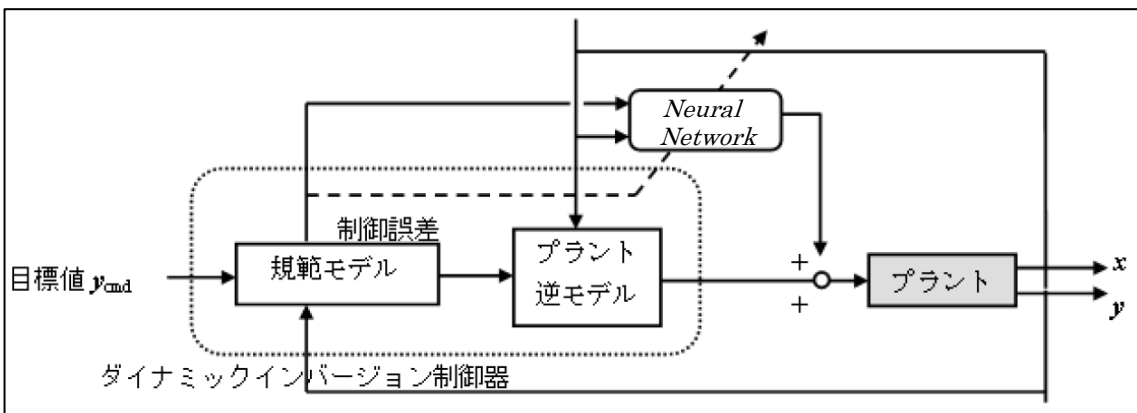 Neural
Network
制御誤差
目標値 ycmd
規範モデル
プラント
逆モデル
+
+
プラント
x
y
ダイナミックインバージョン制御器